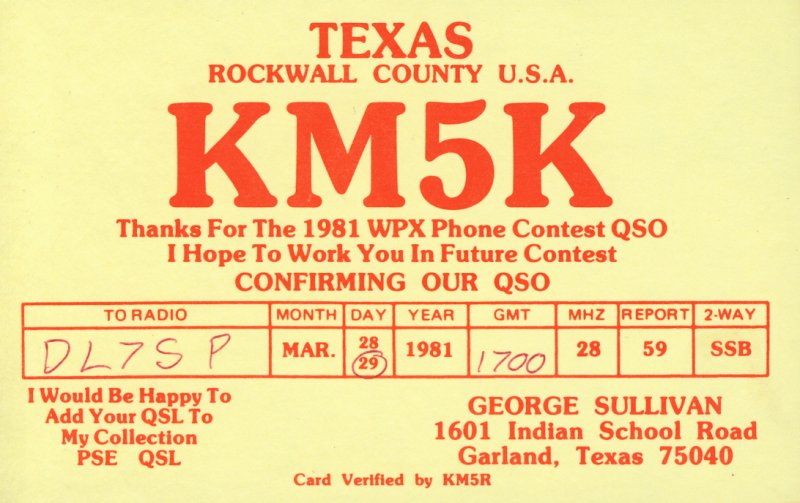 TEXAS
ROCKWALL COUNTY U.S.A.
KM5K
Thanks For The 1981 WPX Phone Contest QSO
I Hope To Work You In Future Contest
CONFIRMING OUR QSO
TO RADIO MONTH DAY YEAR GMT MHZ REPORT 2-WAY
DL7SP MAR. 28 29 1981 1700 28 59 SSB
I Would Be Happy To
Add Your QSL To
My Collection
PSE QSL
GEORGE SULLIVAN
1601 Indian School Road
Garland, Texas 75040
Card Verified by KM5R